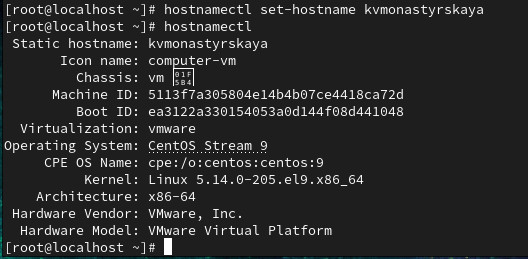 [root@localhost ~]# hostnamectl set-hostname kvmonastyrskaya
[root@localhost ~]# hostnamectl
Static hostname: kvmonastyrskaya
Icon name: computer-vm
Chassis: vm 01F5B4
Machine ID: 5113f7a305804e14b4b07ce4418ca72d
Boot ID: ea3122a330154053a0d144f08d441048
Virtualization: vmware
Operating System: CentOS Stream 9
CPE OS Name: cpe:/o:centos:centos:9
Kernel: Linux 5.14.0-205.el9.x86_64
Architecture: x86-64
Hardware Vendor: VMware, Inc.
Hardware Model: VMware Virtual Platform
[root@localhost ~]#